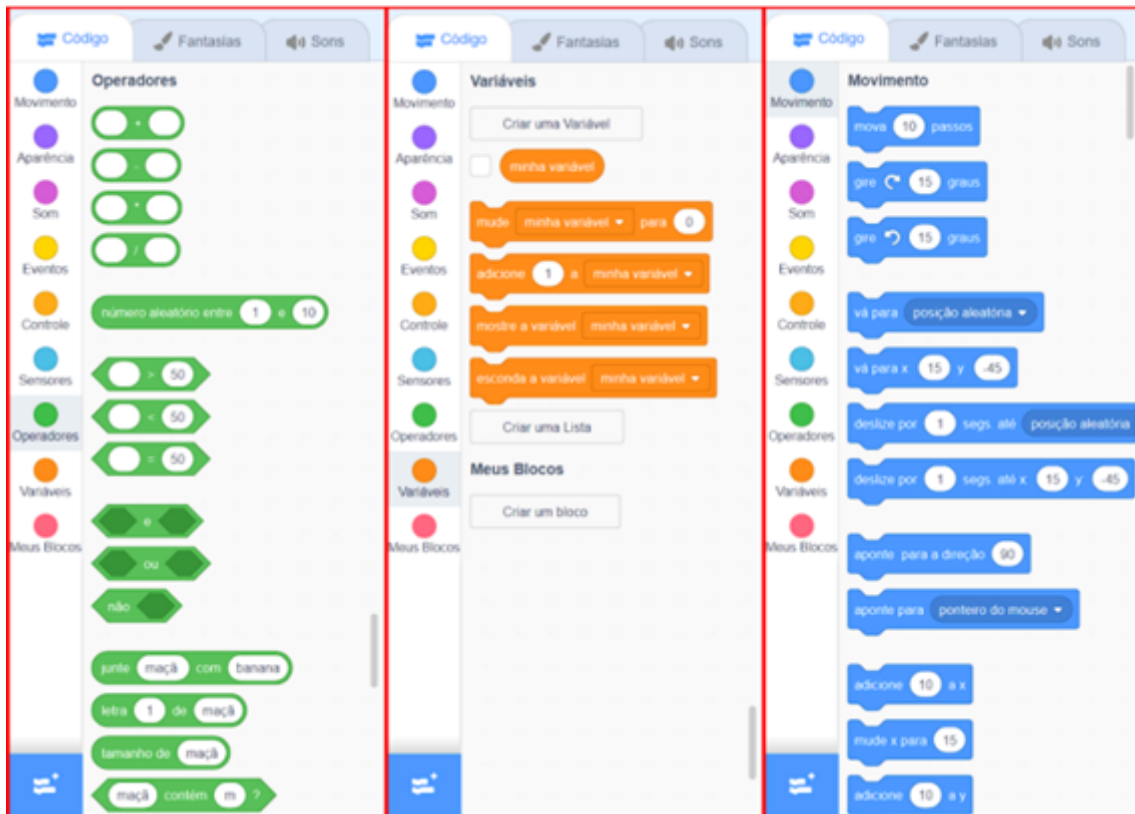 Código Fantasias Sons
Movimento
Aparência
Som
Eventos
Controle
Sensores
Operadores
Variáveis
Meus Blocos
Operadores
+
-
*
/
número aleatório entre 1 e 10
> 50
< 50
= 50
e
ou
não
junte maçã com banana
letra 1 de maçã
tamanho de maçã
maçã contém m ?
Código Fantasias Sons
Movimento
Aparência
Som
Eventos
Controle
Sensores
Operadores
Variáveis
Meus Blocos
Variáveis
Criar uma Variável
minha variável
mude minha variável para 0
adicione 1 a minha variável
mostre a variável minha variável
esconda a variável minha variável
Criar uma Lista
Meus Blocos
Criar um bloco
Código Fantasias Sons
Movimento
Aparência
Som
Eventos
Controle
Sensores
Operadores
Variáveis
Meus Blocos
Movimento
mova 10 passos
gire 15 graus
gire 15 graus
vá para posição aleatória
vá para x 15 y -45
deslize por 1 segs até posição aleatória
deslize por 1 segs até x 15 y -45
aponte para a direção 90
aponte para ponteiro do mouse
adicione 10 a x
mude x para 15
adicione 10 a y